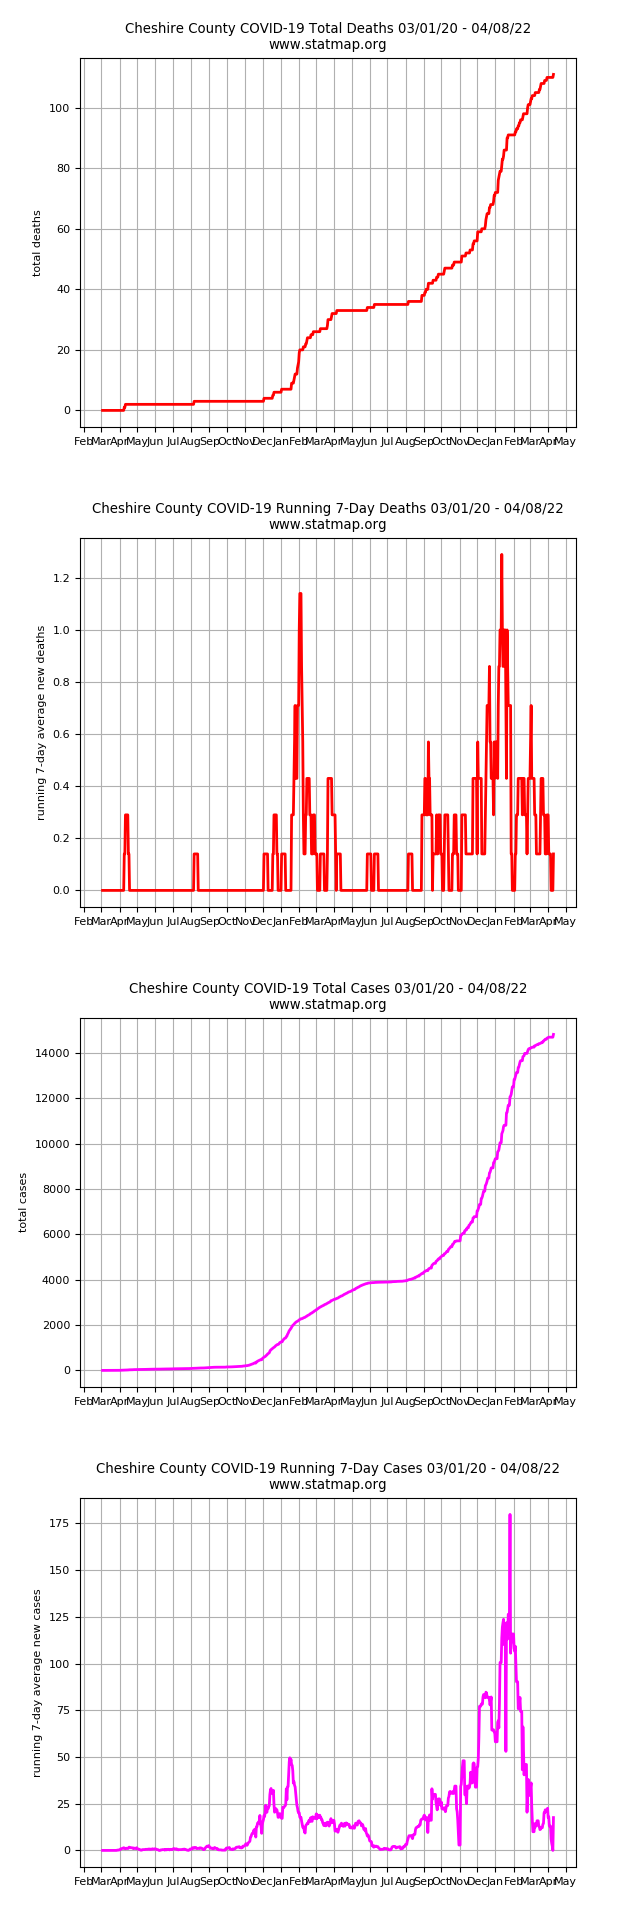 Cheshire County COVID-19 Total Deaths 03/01/20 - 04/08/22
www.statmap.org
100
80
60
40
20
0
total deaths
Feb Mar Apr May Jun Jul Aug Sep Oct Nov Dec Jan Feb Mar Apr May Jun Jul Aug Sep Oct Nov Dec Jan Feb Mar Apr May
Cheshire County COVID-19 Running 7-Day Deaths 03/01/20 - 04/08/22
www.statmap.org
1.2
1.0
0.8
0.6
0.4
0.2
0.0
running 7-day average new deaths
Feb Mar Apr May Jun Jul Aug Sep Oct Nov Dec Jan Feb Mar Apr May Jun Jul Aug Sep Oct Nov Dec Jan Feb Mar Apr May
Cheshire County COVID-19 Total Cases 03/01/20 - 04/08/22
www.statmap.org
14000
12000
10000
8000
6000
4000
2000
0
total cases
Feb Mar Apr May Jun Jul Aug Sep Oct Nov Dec Jan Feb Mar Apr May Jun Jul Aug Sep Oct Nov Dec Jan Feb Mar Apr May
Cheshire County COVID-19 Running 7-Day Cases 03/01/20 - 04/08/22
www.statmap.org
175
150
125
100
75
50
25
0
running 7-day average new cases
Feb Mar Apr May Jun Jul Aug Sep Oct Nov Dec Jan Feb Mar Apr May Jun Jul Aug Sep Oct Nov Dec Jan Feb Mar Apr May